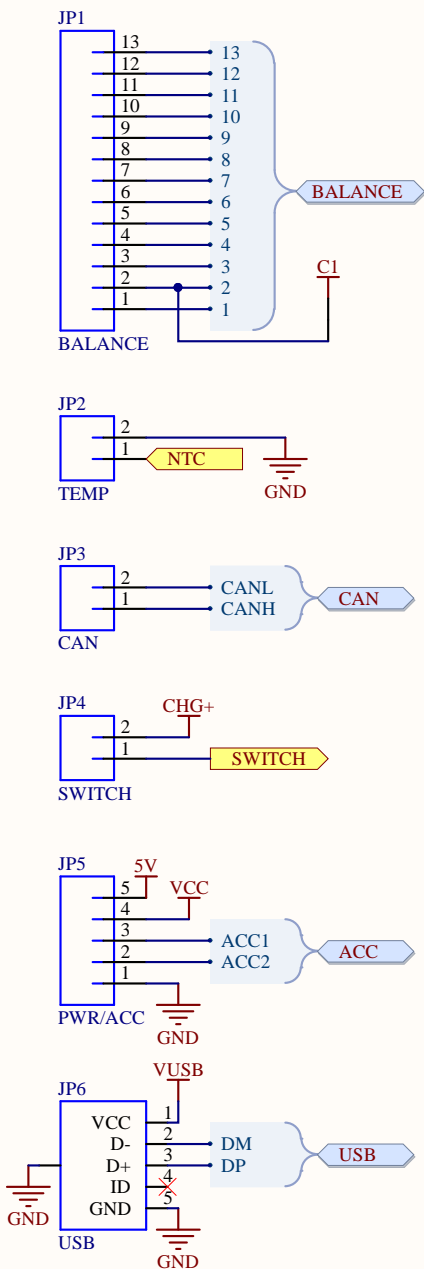 JP1
13 13
12 12
11 11
10 10
9 9
8 8
7 7
6 6
5 5
4 4
3 3
2 2
1 1
BALANCE
C1
BALANCE
JP2
2
1 NTC
GND
TEMP
JP3
2 CANL
1 CANH
CAN
CAN
JP4
CHG+
2
1 SWITCH
SWITCH
JP5
5V
5
VCC
4
3 ACC1
2 ACC2
1
ACC
GND
PWR/ACC
JP6
VUSB
VCC 1
D- 2 DM
D+ 3 DP
ID 4
GND 5
USB
GND
USB
GND